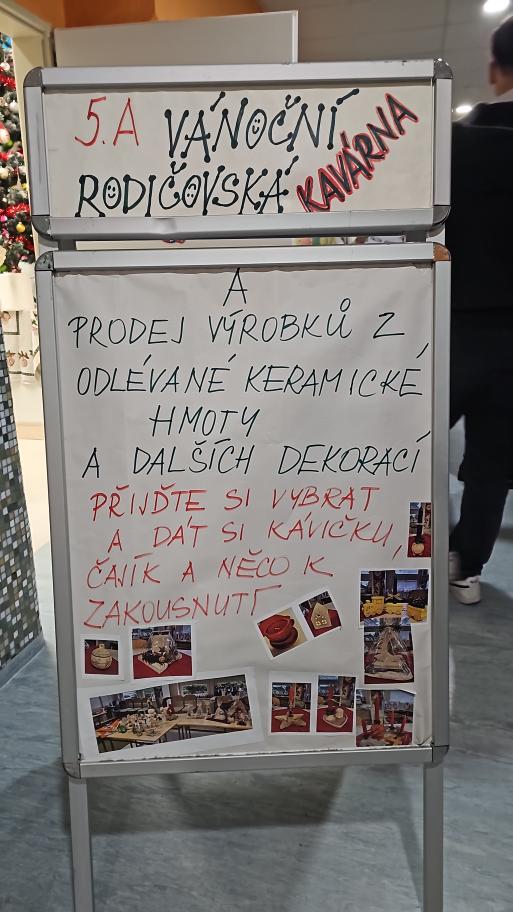 5.A VÁNOČNÍ
RODIČOVSKÁ KAVÁRNA
A
PRODEJ VÝROBKŮ Z
ODLÉVANÉ KERAMICKÉ
HMOTY
A DALŠÍCH DEKORACÍ
PŘIJĎTE SI VYBRAT
A DÁT SI KÁVIČKU,
ČAJÍK A NĚCO K
ZAKOUSNUTÍ